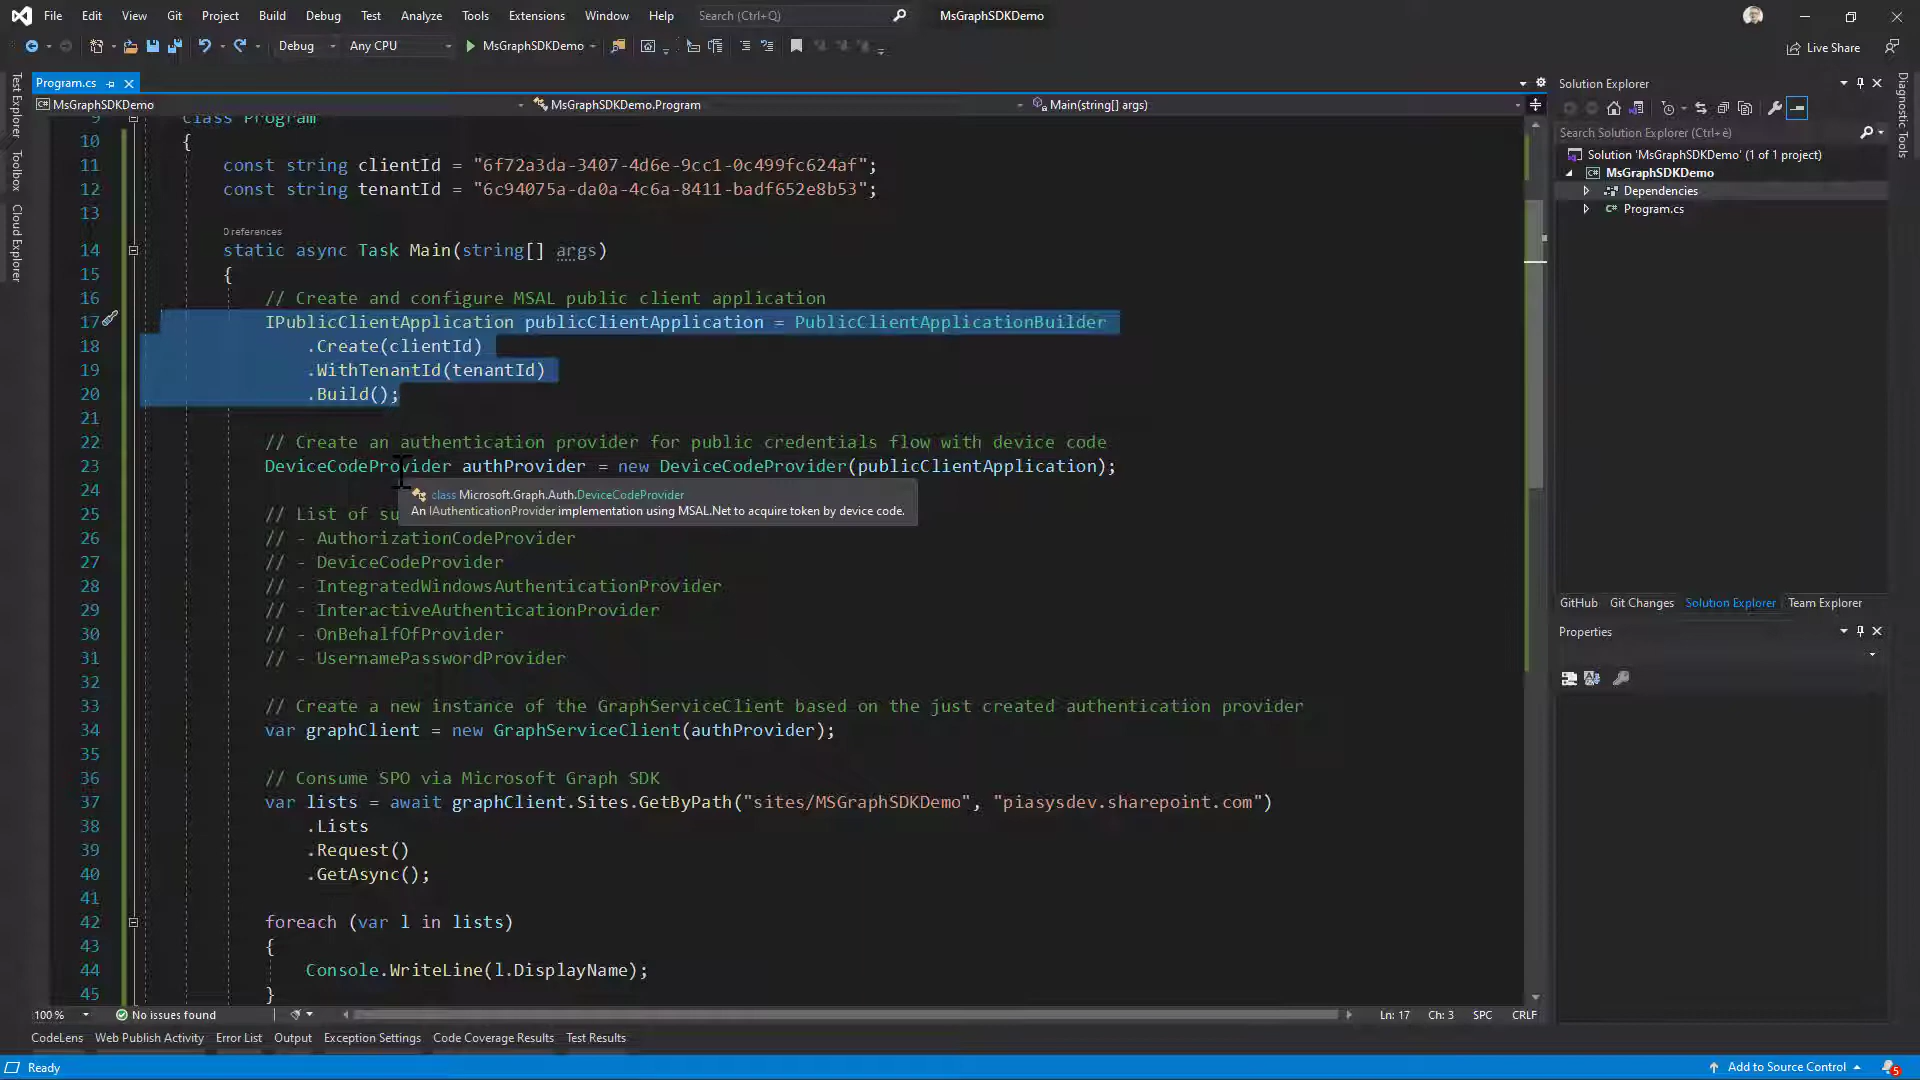 File Edit View Git Project Build Debug Test Analyze Tools Extensions Window Help Search (Ctrl+Q) MsGraphSDKDemo
Debug Any CPU MsGraphSDKDemo Live Share
Program.cs
MsGraphSDKDemo MsGraphSDKDemo.Program Main(string[] args)
Test Explorer
Toolbox
Cloud Explorer
9 class Program
10 {
11 const string clientId = "6f72a3da-3407-4d6e-9cc1-0c499fc624af";
12 const string tenantId = "6c94075a-da0a-4c6a-8411-badf652e8b53";
13
0 references
14 static async Task Main(string[] args)
15 {
16 // Create and configure MSAL public client application
17 IPublicClientApplication publicClientApplication = PublicClientApplicationBuilder
18 .Create(clientId)
19 .WithTenantId(tenantId)
20 .Build();
21
22 // Create an authentication provider for public credentials flow with device code
23 DeviceCodeProvider authProvider = new DeviceCodeProvider(publicClientApplication);
24
class Microsoft.Graph.Auth.DeviceCodeProvider
An IAuthenticationProvider implementation using MSAL.Net to acquire token by device code.
25 // List of su
26 // - AuthorizationCodeProvider
27 // - DeviceCodeProvider
28 // - IntegratedWindowsAuthenticationProvider
29 // - InteractiveAuthenticationProvider
30 // - OnBehalfOfProvider
31 // - UsernamePasswordProvider
32
33 // Create a new instance of the GraphServiceClient based on the just created authentication provider
34 var graphClient = new GraphServiceClient(authProvider);
35
36 // Consume SPO via Microsoft Graph SDK
37 var lists = await graphClient.Sites.GetByPath("sites/MSGraphSDKDemo", "piasysdev.sharepoint.com")
38 .Lists
39 .Request()
40 .GetAsync();
41
42 foreach (var l in lists)
43 {
44 Console.WriteLine(l.DisplayName);
45 }
100 % No issues found Ln: 17 Ch: 3 SPC CRLF
CodeLens Web Publish Activity Error List Output Exception Settings Code Coverage Results Test Results
Ready Add to Source Control 5
Solution Explorer
Search Solution Explorer (Ctrl+è)
Solution 'MsGraphSDKDemo' (1 of 1 project)
MsGraphSDKDemo
Dependencies
C# Program.cs
GitHub Git Changes Solution Explorer Team Explorer
Properties
Diagnostic Tools